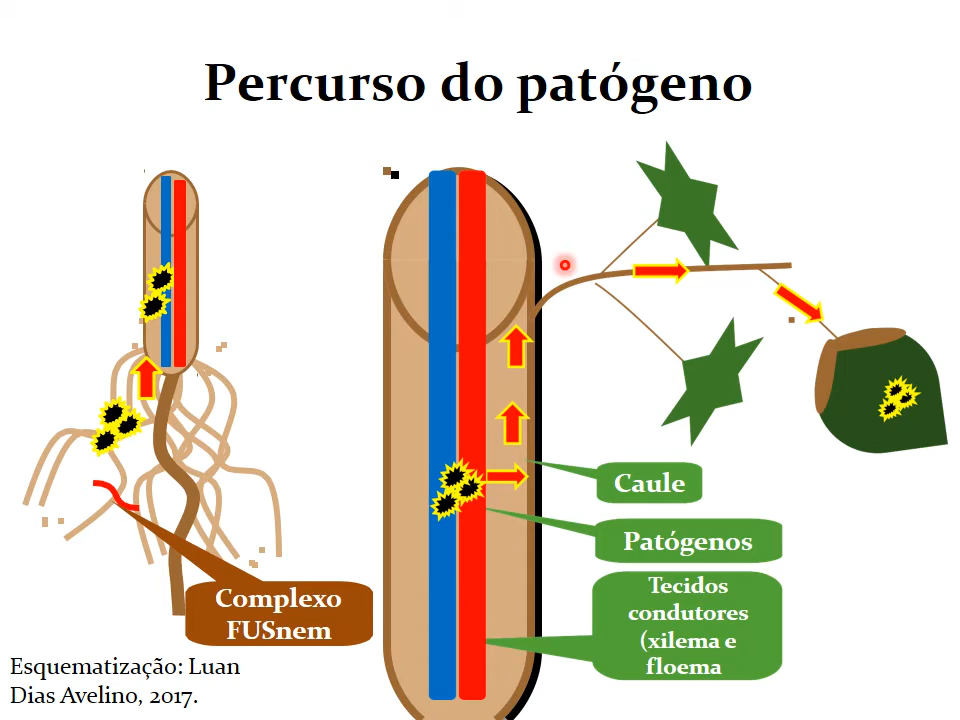 Percurso do patógeno
Caule
Patógenos
Tecidos
condutores
(xilema e
floema
Complexo
FUSnem
Esquematização: Luan
Dias Avelino, 2017.